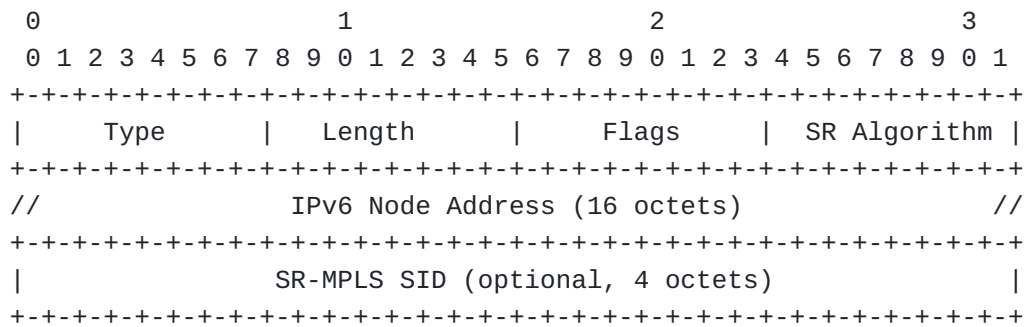 0                   1                   2                   3
 0 1 2 3 4 5 6 7 8 9 0 1 2 3 4 5 6 7 8 9 0 1 2 3 4 5 6 7 8 9 0 1
+-+-+-+-+-+-+-+-+-+-+-+-+-+-+-+-+-+-+-+-+-+-+-+-+-+-+-+-+-+-+-+-+
|     Type      |   Length      |     Flags     |  SR Algorithm |
+-+-+-+-+-+-+-+-+-+-+-+-+-+-+-+-+-+-+-+-+-+-+-+-+-+-+-+-+-+-+-+-+
//                IPv6 Node Address (16 octets)                //
+-+-+-+-+-+-+-+-+-+-+-+-+-+-+-+-+-+-+-+-+-+-+-+-+-+-+-+-+-+-+-+-+
|                SR-MPLS SID (optional, 4 octets)               |
+-+-+-+-+-+-+-+-+-+-+-+-+-+-+-+-+-+-+-+-+-+-+-+-+-+-+-+-+-+-+-+-+